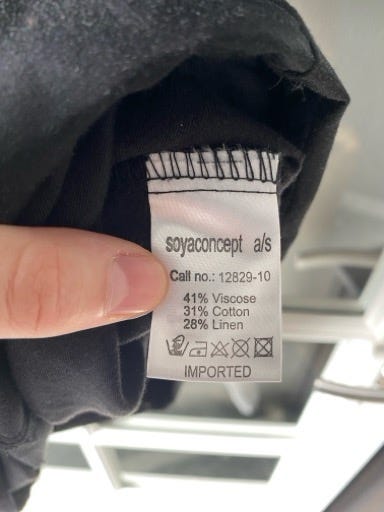 soyaconcept a/s
Call no.: 12829-10
41% Viscose
31% Cotton
28% Linen
IMPORTED